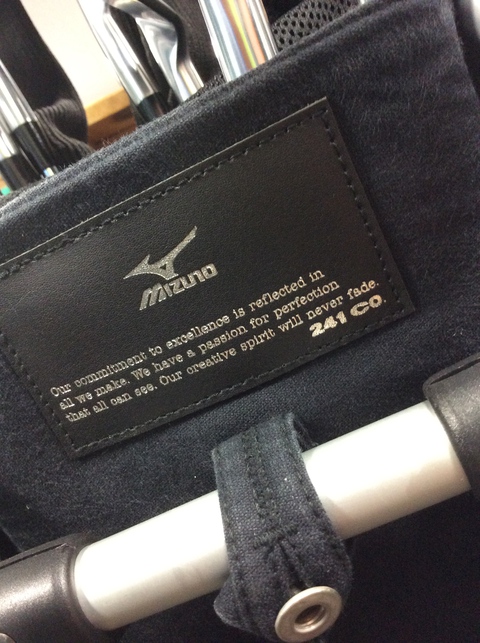 MIZUNO
Our commitment to excellence is reflected in
all we make. We have a passion for perfection
that all can see. Our creative spirit will never fade.
241 CO.